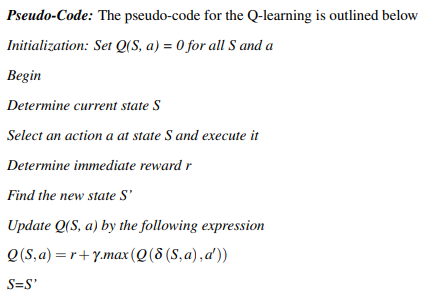 Pseudo-Code: The pseudo-code for the Q-learning is outlined below
Initialization: Set Q(S, a) = 0 for all S and a
Begin
Determine current state S
Select an action a at state S and execute it
Determine immediate reward r
Find the new state S’
Update Q(S, a) by the following expression
Q(S,a) = r + γ.max(Q(δ(S,a),a′))
S=S’